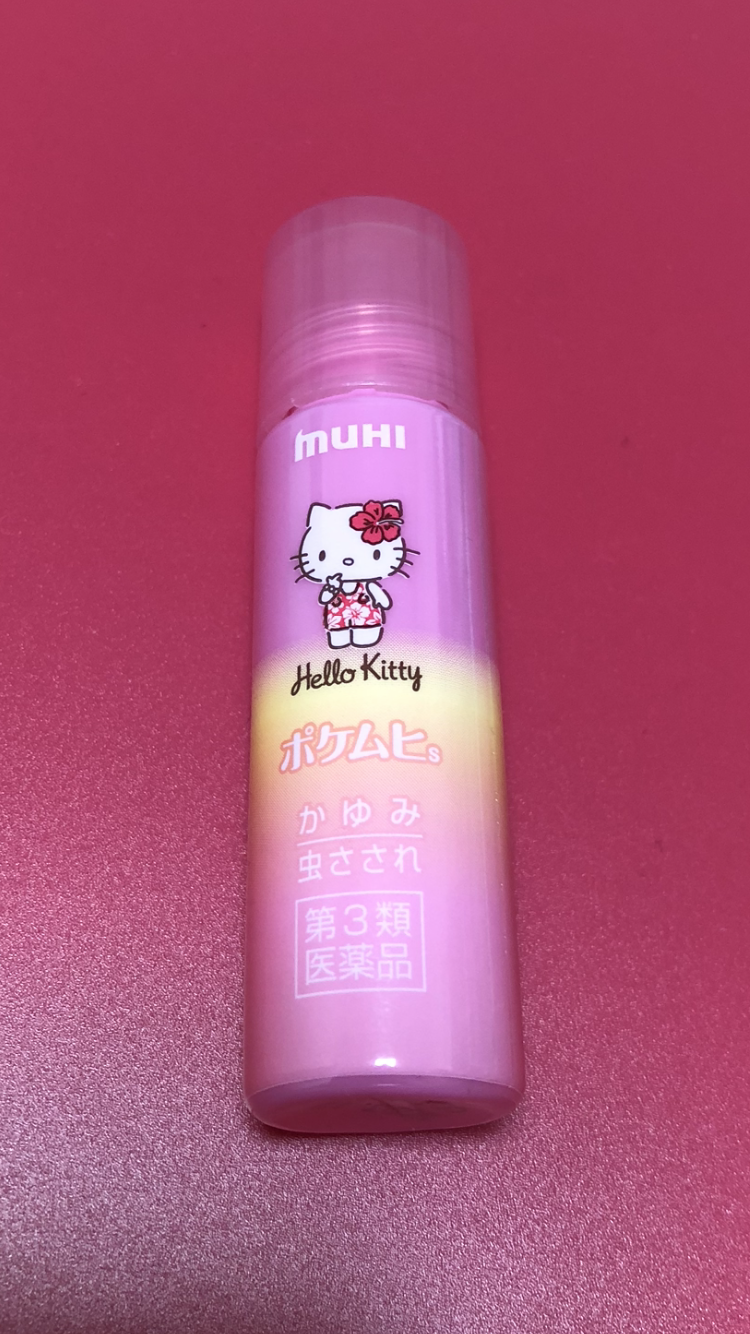 MUHI
Hello Kitty
ポケムヒs
かゆみ
虫さされ
第3類
医薬品